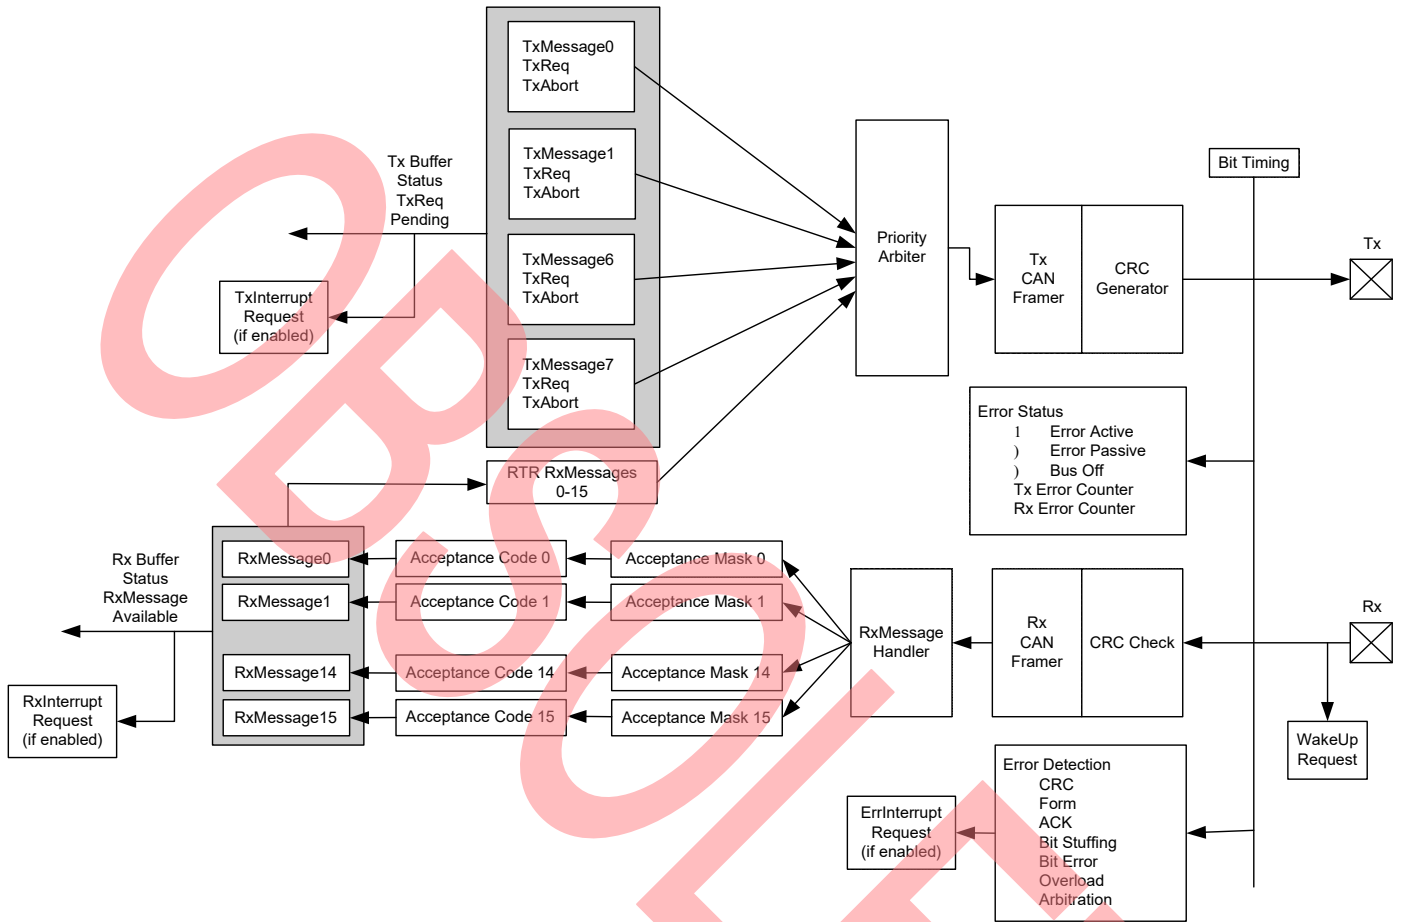 TxMessage0
TxReq
TxAbort
TxMessage1
TxReq
TxAbort
TxMessage6
TxReq
TxAbort
TxMessage7
TxReq
TxAbort
Tx Buffer
Status
TxReq
Pending
TxInterrupt
Request
(if enabled)
Priority
Arbiter
Tx
CAN
Framer
CRC
Generator
Bit Timing
Tx
Error Status
1 Error Active
) Error Passive
) Bus Off
Tx Error Counter
Rx Error Counter
RTR RxMessages
0-15
Rx Buffer
Status
RxMessage
Available
RxInterrupt
Request
(if enabled)
RxMessage0
Acceptance Code 0
Acceptance Mask 0
RxMessage1
Acceptance Code 1
Acceptance Mask 1
RxMessage14
Acceptance Code 14
Acceptance Mask 14
RxMessage15
Acceptance Code 15
Acceptance Mask 15
RxMessage
Handler
Rx
CAN
Framer
CRC Check
Rx
WakeUp
Request
ErrInterrupt
Request
(if enabled)
Error Detection
CRC
Form
ACK
Bit Stuffing
Bit Error
Overload
Arbitration
OBSOLE